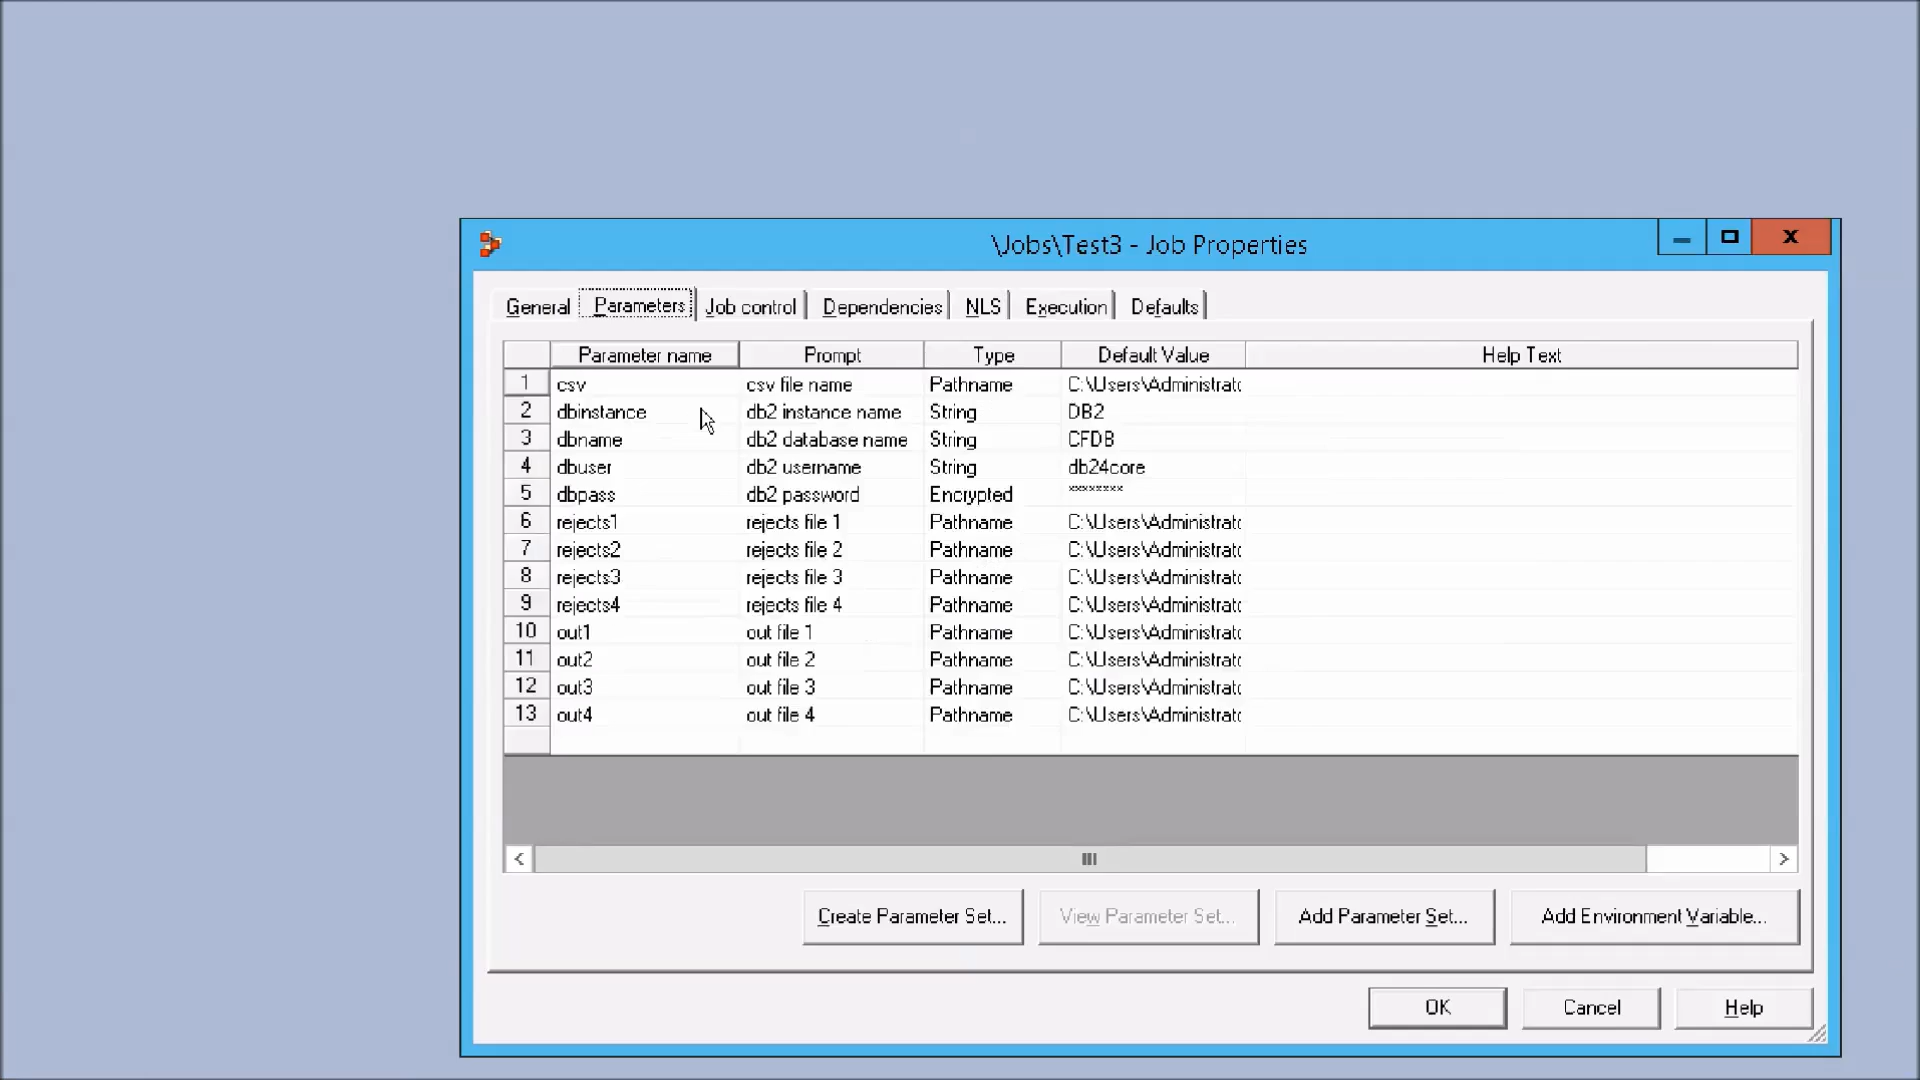 \Jobs\Test3 - Job Properties
General Parameters Job control Dependencies NLS Execution Defaults
Parameter name Prompt Type Default Value Help Text
1 csv csv file name Pathname C:\Users\Administrato
2 dbinstance db2 instance name String DB2
3 dbname db2 database name String CFDB
4 dbuser db2 username String db24core
5 dbpass db2 password Encrypted ********
6 rejects1 rejects file 1 Pathname C:\Users\Administrato
7 rejects2 rejects file 2 Pathname C:\Users\Administrato
8 rejects3 rejects file 3 Pathname C:\Users\Administrato
9 rejects4 rejects file 4 Pathname C:\Users\Administrato
10 out1 out file 1 Pathname C:\Users\Administrato
11 out2 out file 2 Pathname C:\Users\Administrato
12 out3 out file 3 Pathname C:\Users\Administrato
13 out4 out file 4 Pathname C:\Users\Administrato
Create Parameter Set... View Parameter Set... Add Parameter Set... Add Environment Variable...
OK Cancel Help